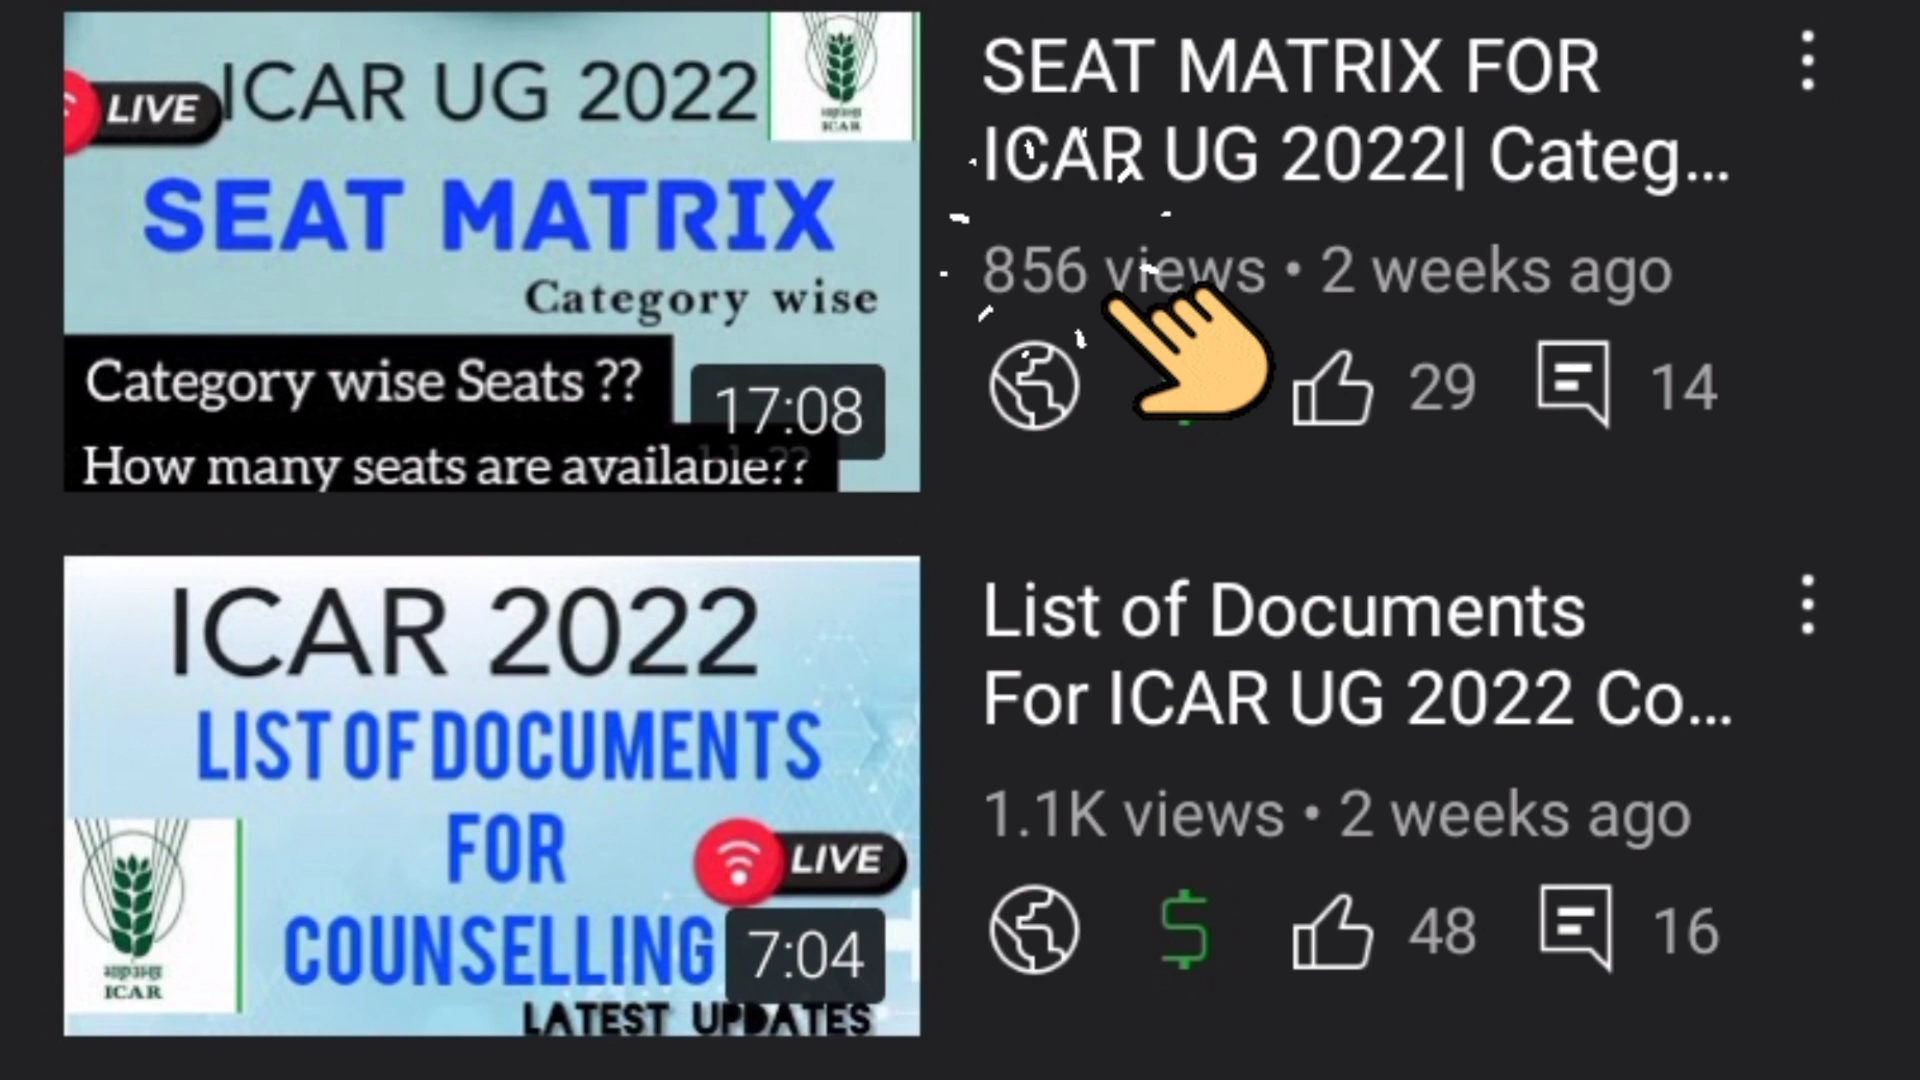 ICAR UG 2022
LIVE
ICAR
SEAT MATRIX
Category wise
Category wise Seats ??
17:08
How many seats are available??
SEAT MATRIX FOR
ICAR UG 2022| Categ...
856 views • 2 weeks ago
29
14
ICAR 2022
LIST OF DOCUMENTS
FOR
LIVE
COUNSELLING
7:04
ICAR
LATEST UPDATES
List of Documents
For ICAR UG 2022 Co...
1.1K views • 2 weeks ago
$ 48
16